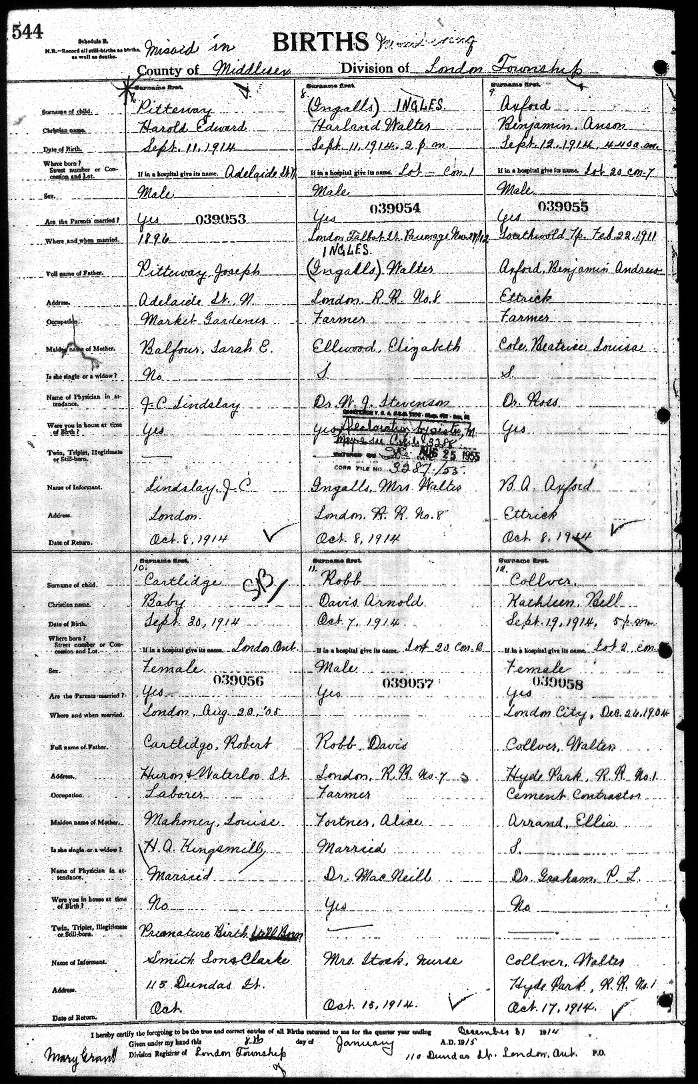 544
Schedule B.
N.B.—Record all still-births as births, as well as deaths.
Missed in
BIRTHS
County of Middlesex
Division of London Township
Surname first.
Surname first.
Surname first.
8.
9.
Surname of child.
Pitteway
(Ingalls) INGLES
Axford
Christian name.
Harold Edward
Harland Walter
Benjamin Anson
Date of Birth.
Sept. 11, 1914
Sept. 11, 1914. 2 p.m
Sept. 12, 1914. 4.40 a.m.
Where born?
Street number or Concession and Lot.
If in a hospital give its name. Adelaide St. N
If in a hospital give its name. Lot — Con. 1
If in a hospital give its name. Lot 20 con. 7
Sex.
Male
Male
Male
Are the Parents married?
Yes 039053
Yes 039054
Yes 039055
Where and when married.
1896
London Talbot St. Parsonage Nov.
Southwold Tp. Feb 22, 1911
INGLES
Full name of Father.
Pitteway Joseph
(Ingalls), Walter
Axford, Benjamin Andrew
Address.
Adelaide St. N.
London R.R. No. 8
Ettrick
Occupation.
Market Gardener
Farmer
Farmer
Maiden name of Mother.
Balfour, Sarah E.
Ellwood, Elizabeth
Cole, Beatrice Louisa
Is she single or a widow?
No.
S
S.
Name of Physician in attendance.
J-C Lindslay
Dr. W. J. Stevenson
Dr. Ross.
Were you in house at time of Birth?
Yes
Yes
Yes.
Declaration by sister
AUG 25 1955
CORR FILE NO. 3287/55
Twin, Triplet, Illegitimate or Still-born.
Name of Informant.
Lindslay J. C
Ingalls, Mrs. Walter
B. A. Axford
Address.
London.
London R.R. No. 8
Ettrick
Date of Return.
Oct. 8, 1914
Oct. 8, 1914
Oct. 8, 1914
Surname first.
Surname first.
Surname first.
10.
11.
12.
Surname of child.
Cartlidge
SB
Robb
Collver.
Christian name.
Baby
Davis Arnold
Kathleen, Bell
Date of Birth.
Sept. 30, 1914
Oct. 7, 1914
Sept. 19, 1914. 5 p.m.
Where born?
Street number or Concession and Lot.
If in a hospital give its name. London Ont.
If in a hospital give its name. Lot 20 Con.
If in a hospital give its name. Lot 2, Con.
Sex.
Female
Male
Female
Are the Parents married?
Yes 039056
Yes 039057
Yes 039058
Where and when married.
London, Aug 20, '05
London City, Dec. 26. 1904
Full name of Father.
Cartlidge, Robert
Robb, Davis
Collver, Walter
Address.
Huron & Waterloo St.
London, R.R. No. 7
Hyde Park, R.R. No. 1
Occupation.
Laborer
Farmer
Cement Contractor
Maiden name of Mother.
Mahoney, Louise
Fortner, Alice
Arrand, Ella
Is she single or a widow?
H. A. Kingsmill
Married
S.
Name of Physician in attendance.
Married
Dr. Mac Neill
Dr. Graham, P L.
Were you in house at time of Birth?
No
Yes
No
Twin, Triplet, Illegitimate or Still-born.
Premature Birth Still Born
Name of Informant.
Smith Son & Clarke
Mrs. Stock, Nurse
Collver, Walter
Address.
115 Dundas St.
Hyde Park, R.R. No. 1
Date of Return.
Oct.
Oct. 15, 1914.
Oct. 17, 1914.
I hereby certify the foregoing to be the true and correct entries of all Births returned to me for the quarter year ending December 31 1914
Given under my hand this 8th day of January A.D. 1915
Mary Grant
Division Registrar of London Township
110 Dundas St. London, Ont. P.O.